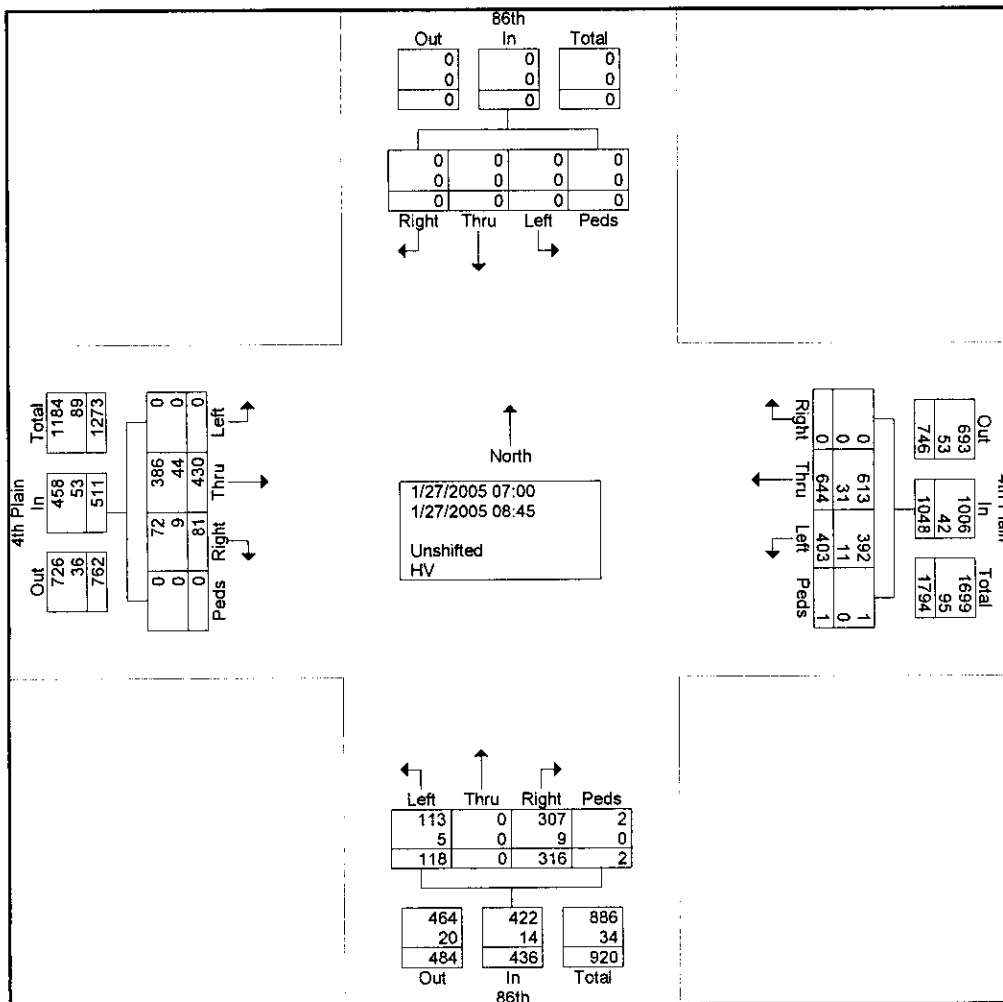 86th
Out In Total
0 0 0
0 0 0
0 0 0
0 0 0 0
0 0 0 0
0 0 0 0
Right Thru Left Peds
4th Plain
Total In Out
1184 458 726
89 53 36
1273 511 762
0 386 72 0
0 44 9 0
0 430 81 0
Left Thru Right Peds
North
1/27/2005 07:00
1/27/2005 08:45
Unshifted
HV
Right Thru Left Peds
0 613 392 1
0 31 11 0
0 644 403 1
Out In Total
693 1006 1699
53 42 95
746 1048 1794
4th Plain
Left Thru Right Peds
113 0 307 2
5 0 9 0
118 0 316 2
464 422 886
20 14 34
484 436 920
Out In Total
86th